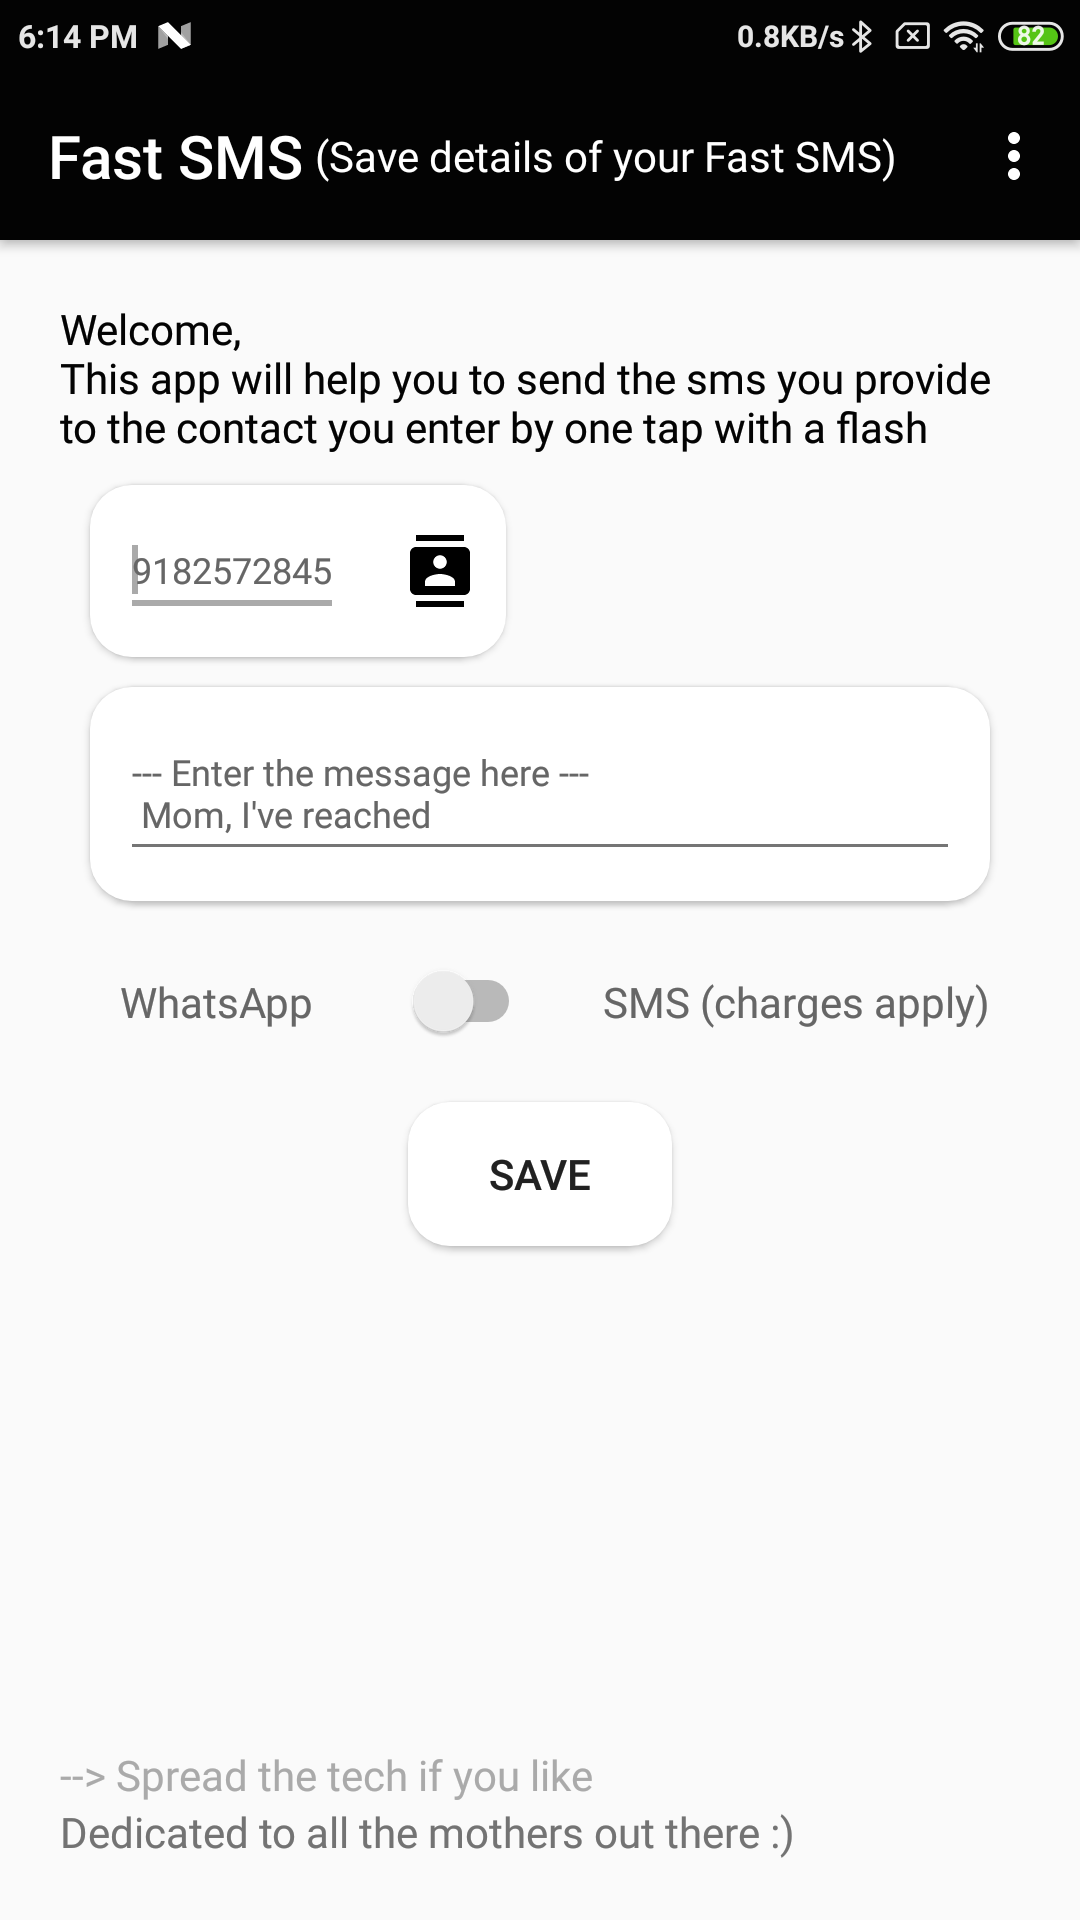 6:14 PM 0.8KB/s 82
Fast SMS (Save details of your Fast SMS)
Welcome,
This app will help you to send the sms you provide
to the contact you enter by one tap with a flash
9182572845
--- Enter the message here ---
Mom, I've reached
WhatsApp SMS (charges apply)
SAVE
--> Spread the tech if you like
Dedicated to all the mothers out there :)